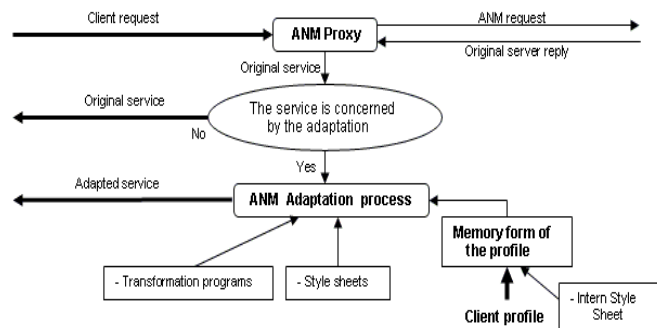 Client request
ANM Proxy
ANM request
Original server reply
Original service
Original service
The service is concerned
by the adaptation
No
Yes
Adapted service
ANM Adaptation process
Memory form of
the profile
- Transformation programs
- Style sheets
Client profile
- Intern Style
Sheet